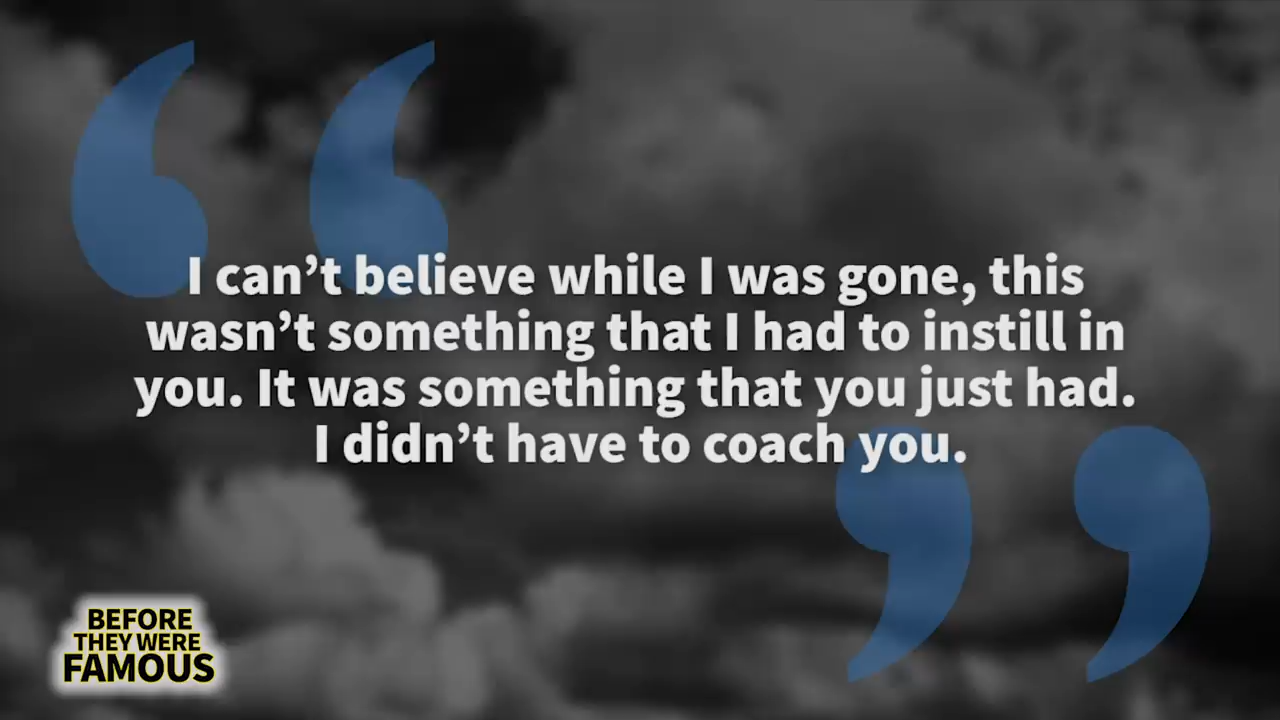 I can’t believe while I was gone, this
wasn’t something that I had to instill in
you. It was something that you just had.
I didn’t have to coach you.
BEFORE
THEY WERE
FAMOUS